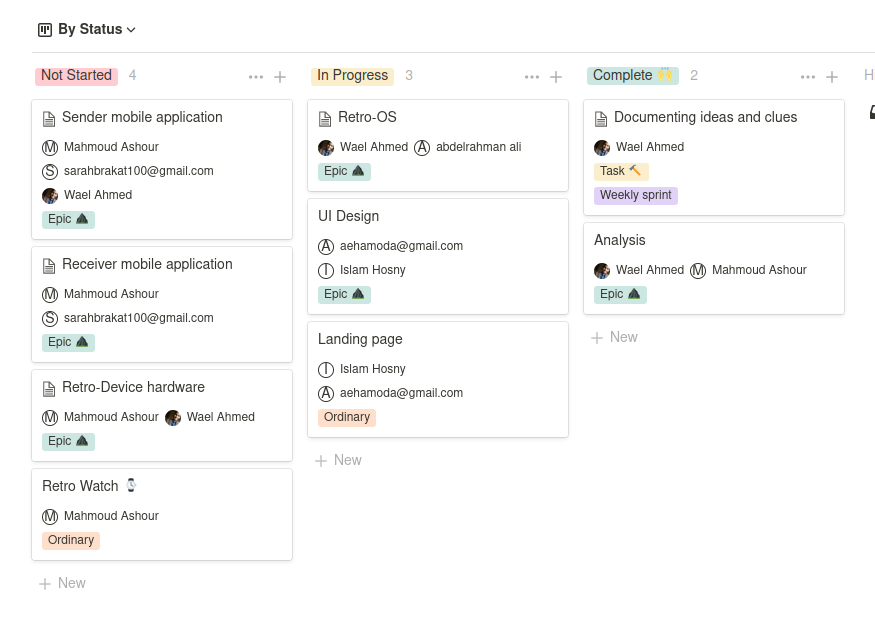 By Status
Not Started 4
Sender mobile application
M Mahmoud Ashour
S sarahbrakat100@gmail.com
Wael Ahmed
Epic
Receiver mobile application
M Mahmoud Ashour
S sarahbrakat100@gmail.com
Epic
Retro-Device hardware
M Mahmoud Ashour Wael Ahmed
Epic
Retro Watch
M Mahmoud Ashour
Ordinary
+ New
In Progress 3
Retro-OS
Wael Ahmed A abdelrahman ali
Epic
UI Design
A aehamoda@gmail.com
I Islam Hosny
Epic
Landing page
I Islam Hosny
A aehamoda@gmail.com
Ordinary
+ New
Complete 🙌 2
Documenting ideas and clues
Wael Ahmed
Task 🔨
Weekly sprint
Analysis
Wael Ahmed M Mahmoud Ashour
Epic
+ New
H